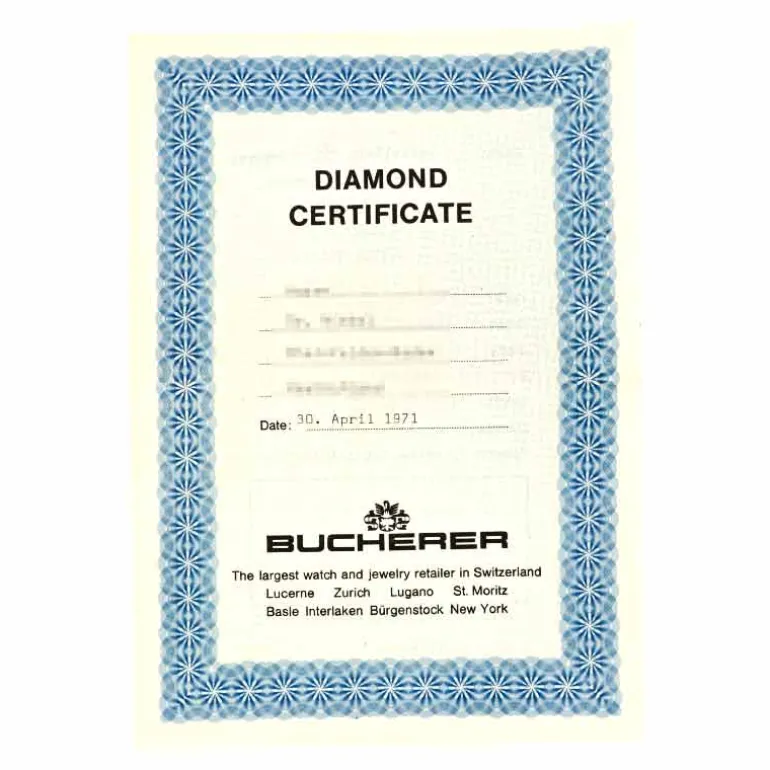 DIAMOND
CERTIFICATE
Date: 30. April 1971
BUCHERER
The largest watch and jewelry retailer in Switzerland
Lucerne Zurich Lugano St. Moritz
Basle Interlaken Bürgenstock New York